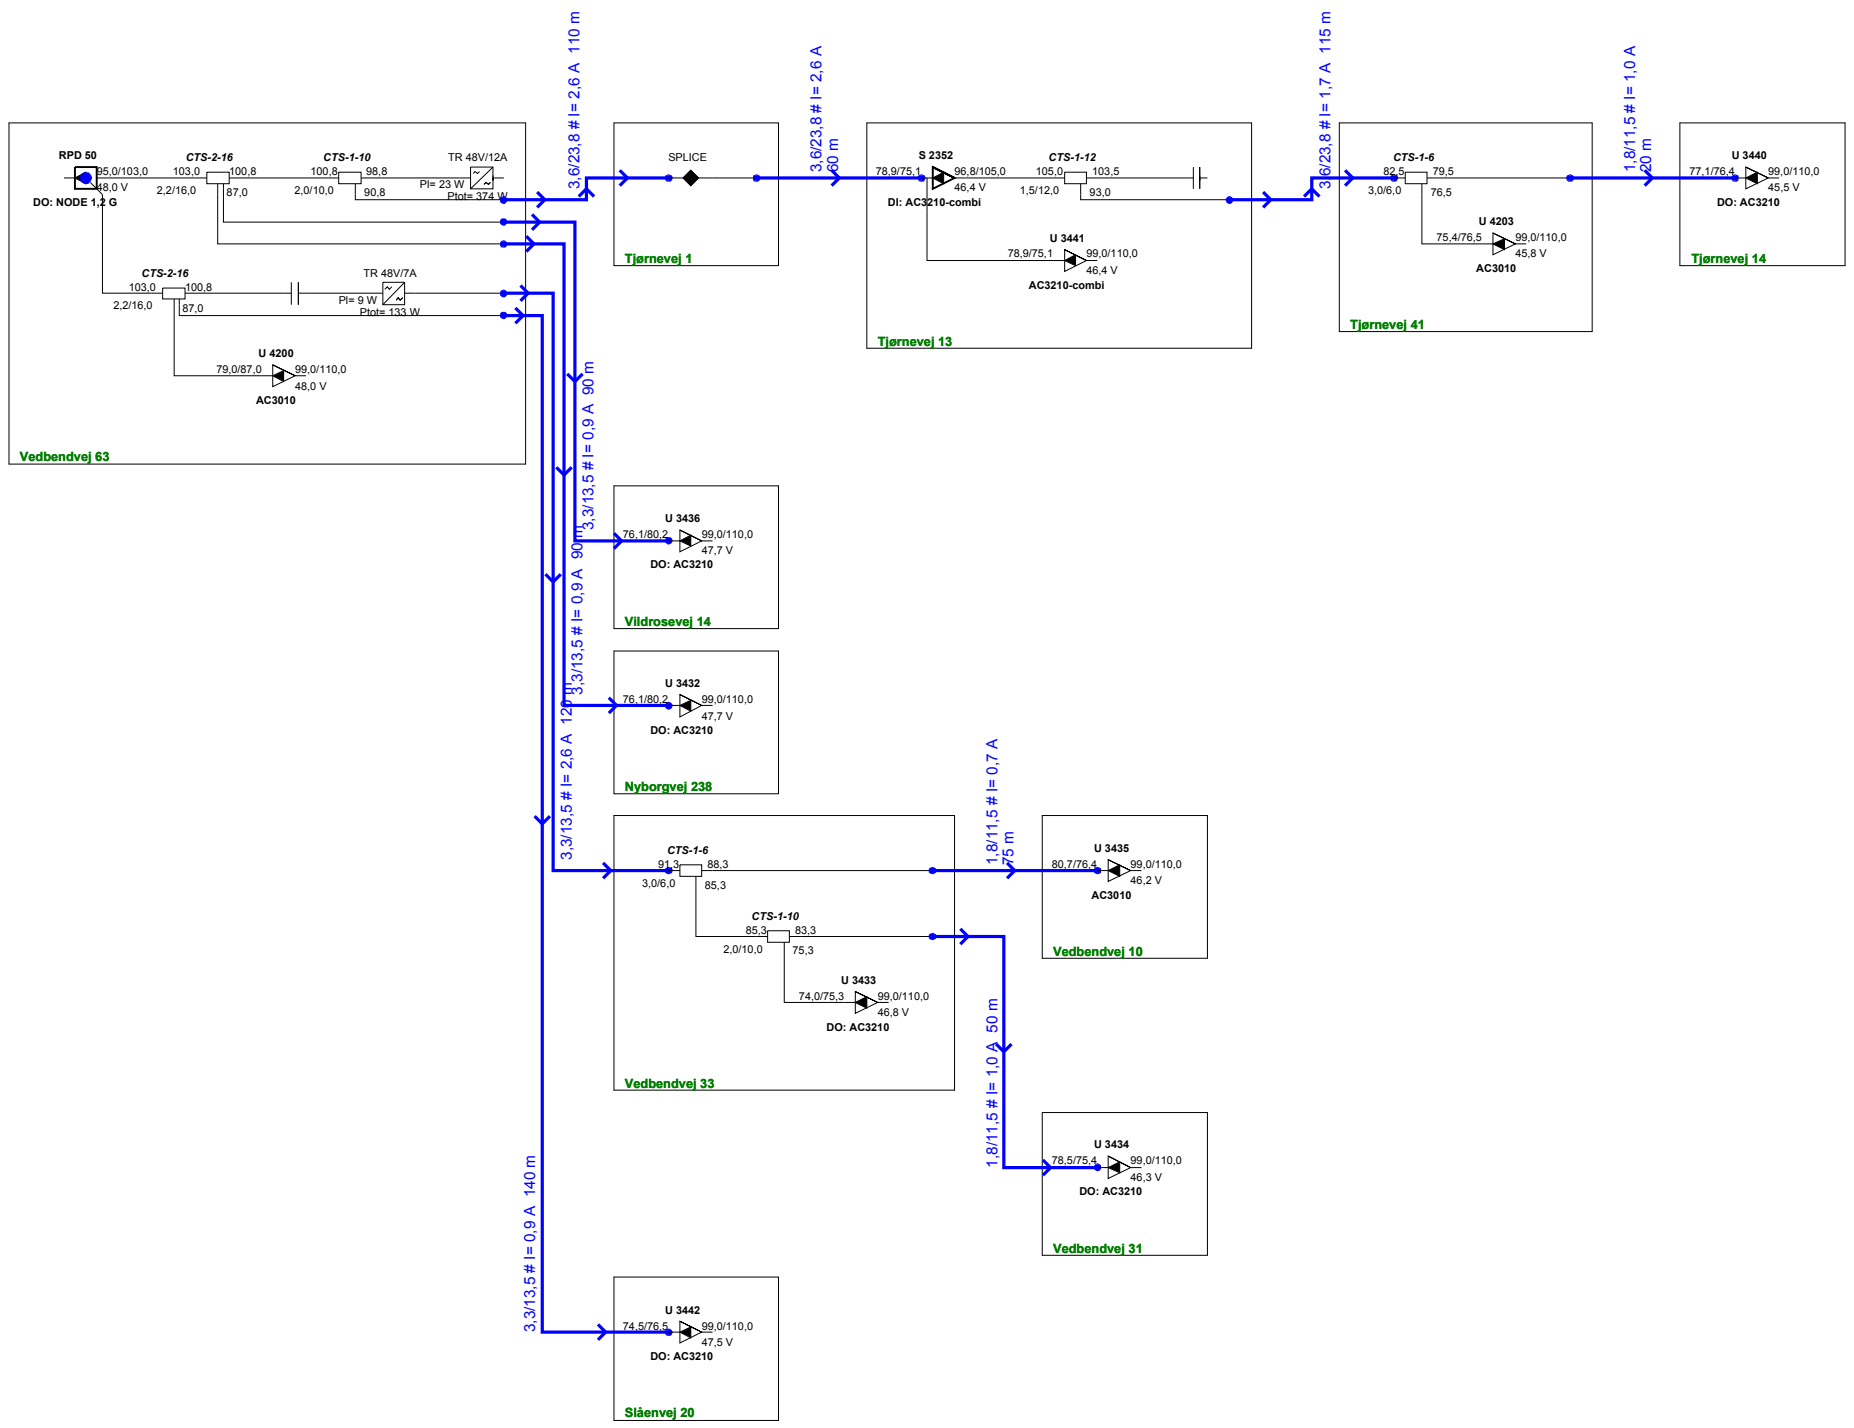 3,6/23,8 # I= 2,6 A 110 m
3,6/23,8 # I= 2,6 A
60 m
3,6/23,8 # I= 1,7 A 115 m
1,8/11,5 # I= 1,0 A
20 m
RPD 50
95,0/103,0
48,0 V
DO: NODE 1,2 G
CTS-2-16
103,0
100,8
2,2/16,0
87,0
CTS-1-10
100,8
98,8
2,0/10,0
90,8
TR 48V/12A
PI= 23 W
Ptot= 374 W
CTS-2-16
103,0
100,8
2,2/16,0
87,0
TR 48V/7A
PI= 9 W
Ptot= 133 W
U 4200
79,0/87,0
99,0/110,0
48,0 V
AC3010
Vedbendvej 63
SPLICE
Tjørnevej 1
S 2352
78,9/75,1
96,8/105,0
46,4 V
DI: AC3210-combi
CTS-1-12
105,0
103,5
1,5/12,0
93,0
U 3441
78,9/75,1
99,0/110,0
46,4 V
AC3210-combi
Tjørnevej 13
CTS-1-6
82,5
79,5
3,0/6,0
76,5
U 4203
75,4/76,5
99,0/110,0
45,8 V
AC3010
Tjørnevej 41
U 3440
77,1/76,4
99,0/110,0
45,5 V
DO: AC3210
Tjørnevej 14
3,3/13,5 # I= 0,9 A 90 m
U 3436
76,1/80,2
99,0/110,0
47,7 V
DO: AC3210
Vildrosevej 14
3,3/13,5 # I= 0,9 A 90 m
U 3432
76,1/80,2
99,0/110,0
47,7 V
DO: AC3210
Nyborgvej 238
3,3/13,5 # I= 2,6 A 120 m
CTS-1-6
91,3
88,3
3,0/6,0
85,3
CTS-1-10
85,3
83,3
2,0/10,0
75,3
U 3433
74,0/75,3
99,0/110,0
46,8 V
DO: AC3210
Vedbendvej 33
1,8/11,5 # I= 0,7 A
75 m
U 3435
80,7/76,4
99,0/110,0
46,2 V
AC3010
Vedbendvej 10
1,8/11,5 # I= 1,0 A 50 m
U 3434
78,5/75,4
99,0/110,0
46,3 V
DO: AC3210
Vedbendvej 31
3,3/13,5 # I= 0,9 A 140 m
U 3442
74,5/76,5
99,0/110,0
47,5 V
DO: AC3210
Slåenvej 20